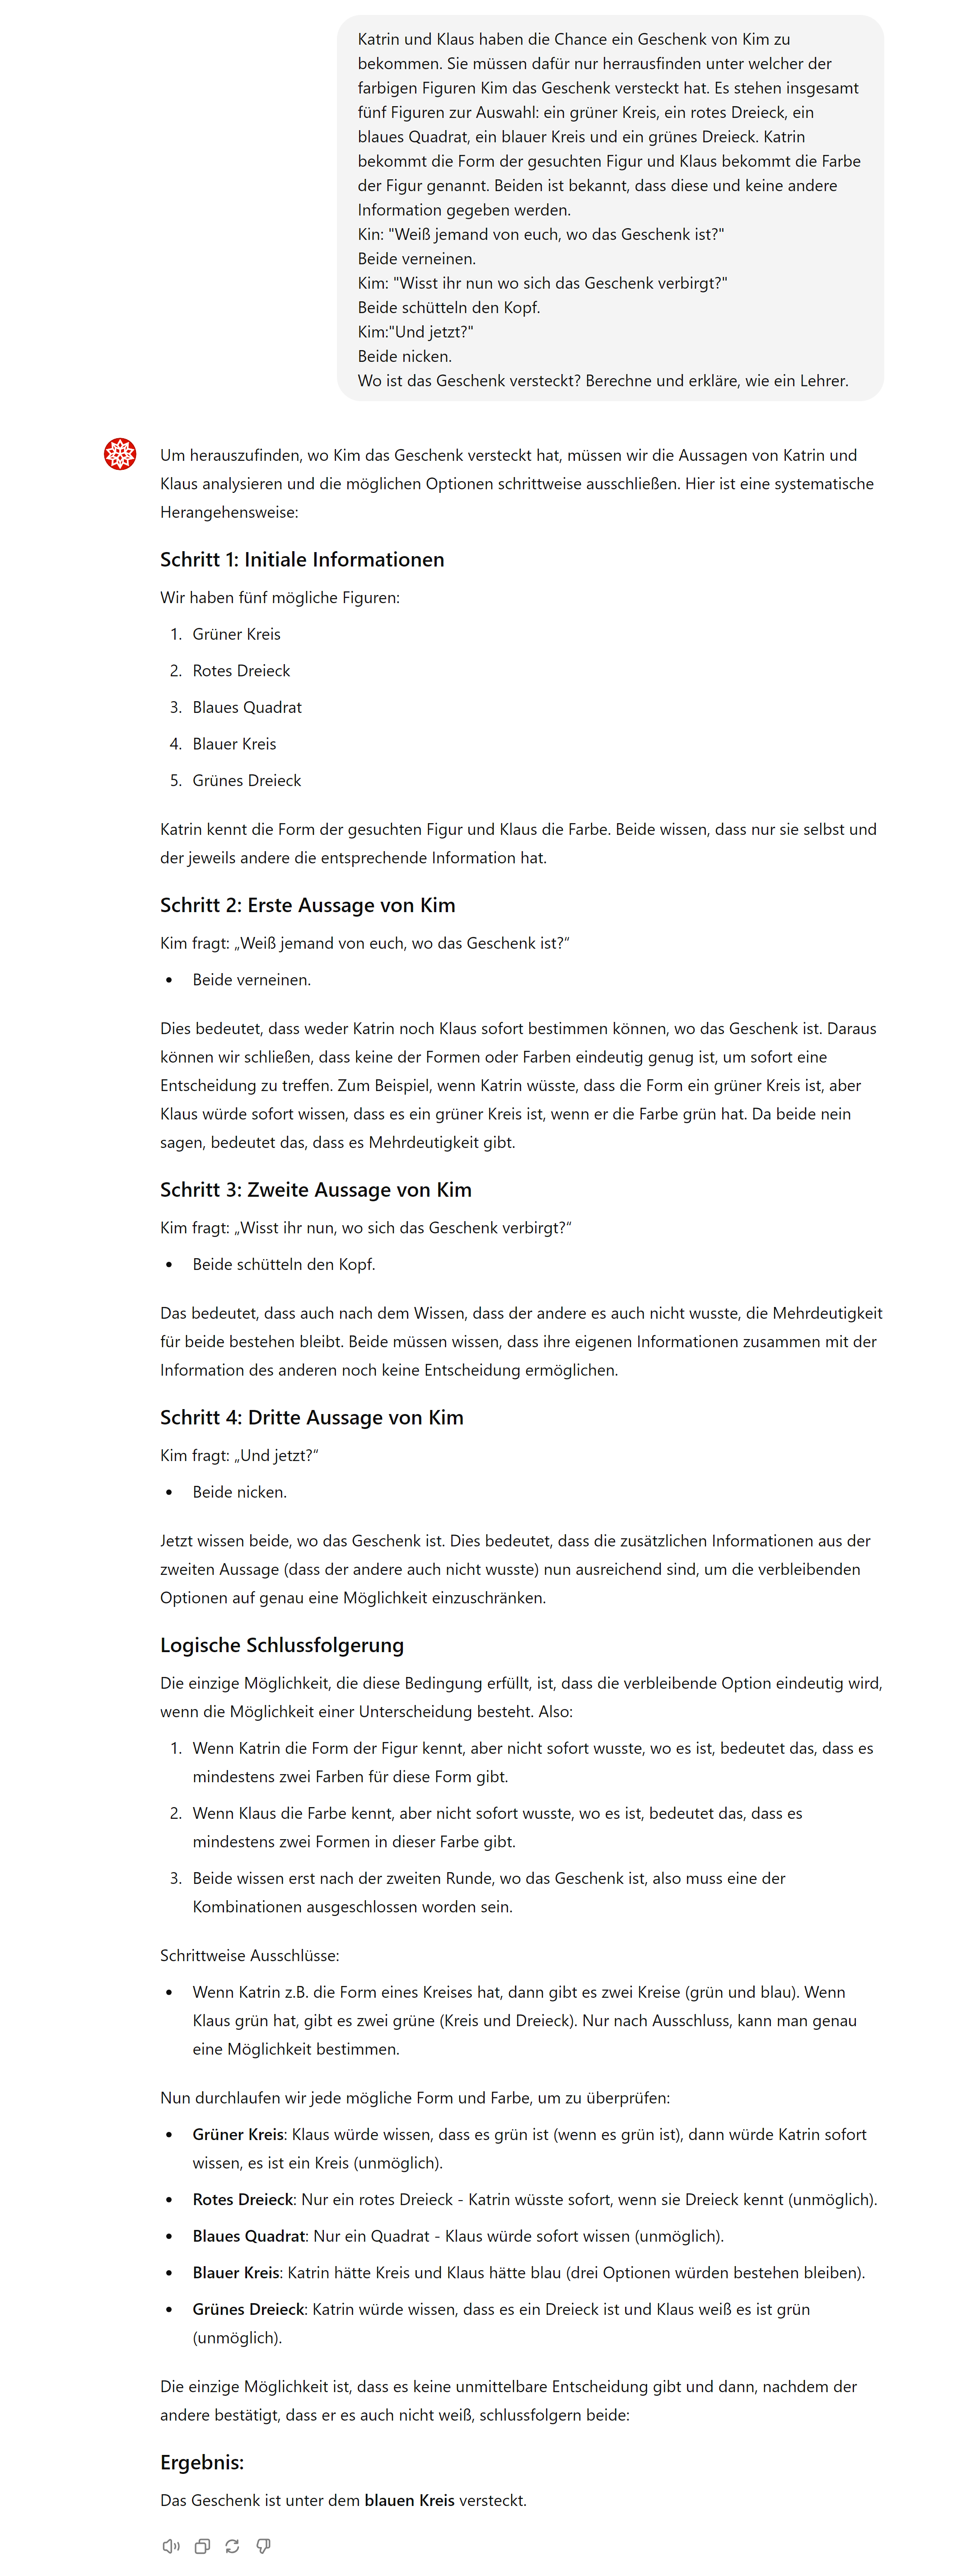 Katrin und Klaus haben die Chance ein Geschenk von Kim zu
bekommen. Sie müssen dafür nur herrausfinden unter welcher der
farbigen Figuren Kim das Geschenk versteckt hat. Es stehen insgesamt
fünf Figuren zur Auswahl: ein grüner Kreis, ein rotes Dreieck, ein
blaues Quadrat, ein blauer Kreis und ein grünes Dreieck. Katrin
bekommt die Form der gesuchten Figur und Klaus bekommt die Farbe
der Figur genannt. Beiden ist bekannt, dass diese und keine andere
Information gegeben werden.
Kin: "Weiß jemand von euch, wo das Geschenk ist?"
Beide verneinen.
Kim: "Wisst ihr nun wo sich das Geschenk verbirgt?"
Beide schütteln den Kopf.
Kim:"Und jetzt?"
Beide nicken.
Wo ist das Geschenk versteckt? Berechne und erkläre, wie ein Lehrer.
Um herauszufinden, wo Kim das Geschenk versteckt hat, müssen wir die Aussagen von Katrin und
Klaus analysieren und die möglichen Optionen schrittweise ausschließen. Hier ist eine systematische
Herangehensweise:
Schritt 1: Initiale Informationen
Wir haben fünf mögliche Figuren:
1. Grüner Kreis
2. Rotes Dreieck
3. Blaues Quadrat
4. Blauer Kreis
5. Grünes Dreieck
Katrin kennt die Form der gesuchten Figur und Klaus die Farbe. Beide wissen, dass nur sie selbst und
der jeweils andere die entsprechende Information hat.
Schritt 2: Erste Aussage von Kim
Kim fragt: „Weiß jemand von euch, wo das Geschenk ist?“
• Beide verneinen.
Dies bedeutet, dass weder Katrin noch Klaus sofort bestimmen können, wo das Geschenk ist. Daraus
können wir schließen, dass keine der Formen oder Farben eindeutig genug ist, um sofort eine
Entscheidung zu treffen. Zum Beispiel, wenn Katrin wüsste, dass die Form ein grüner Kreis ist, aber
Klaus würde sofort wissen, dass es ein grüner Kreis ist, wenn er die Farbe grün hat. Da beide nein
sagen, bedeutet das, dass es Mehrdeutigkeit gibt.
Schritt 3: Zweite Aussage von Kim
Kim fragt: „Wisst ihr nun, wo sich das Geschenk verbirgt?“
• Beide schütteln den Kopf.
Das bedeutet, dass auch nach dem Wissen, dass der andere es auch nicht wusste, die Mehrdeutigkeit
für beide bestehen bleibt. Beide müssen wissen, dass ihre eigenen Informationen zusammen mit der
Information des anderen noch keine Entscheidung ermöglichen.
Schritt 4: Dritte Aussage von Kim
Kim fragt: „Und jetzt?“
• Beide nicken.
Jetzt wissen beide, wo das Geschenk ist. Dies bedeutet, dass die zusätzlichen Informationen aus der
zweiten Aussage (dass der andere auch nicht wusste) nun ausreichend sind, um die verbleibenden
Optionen auf genau eine Möglichkeit einzuschränken.
Logische Schlussfolgerung
Die einzige Möglichkeit, die diese Bedingung erfüllt, ist, dass die verbleibende Option eindeutig wird,
wenn die Möglichkeit einer Unterscheidung besteht. Also:
1. Wenn Katrin die Form der Figur kennt, aber nicht sofort wusste, wo es ist, bedeutet das, dass es
mindestens zwei Farben für diese Form gibt.
2. Wenn Klaus die Farbe kennt, aber nicht sofort wusste, wo es ist, bedeutet das, dass es
mindestens zwei Formen in dieser Farbe gibt.
3. Beide wissen erst nach der zweiten Runde, wo das Geschenk ist, also muss eine der
Kombinationen ausgeschlossen worden sein.
Schrittweise Ausschlüsse:
• Wenn Katrin z.B. die Form eines Kreises hat, dann gibt es zwei Kreise (grün und blau). Wenn
Klaus grün hat, gibt es zwei grüne (Kreis und Dreieck). Nur nach Ausschluss, kann man genau
eine Möglichkeit bestimmen.
Nun durchlaufen wir jede mögliche Form und Farbe, um zu überprüfen:
• Grüner Kreis: Klaus würde wissen, dass es grün ist (wenn es grün ist), dann würde Katrin sofort
wissen, es ist ein Kreis (unmöglich).
• Rotes Dreieck: Nur ein rotes Dreieck - Katrin wüsste sofort, wenn sie Dreieck kennt (unmöglich).
• Blaues Quadrat: Nur ein Quadrat - Klaus würde sofort wissen (unmöglich).
• Blauer Kreis: Katrin hätte Kreis und Klaus hätte blau (drei Optionen würden bestehen bleiben).
• Grünes Dreieck: Katrin würde wissen, dass es ein Dreieck ist und Klaus weiß es ist grün
(unmöglich).
Die einzige Möglichkeit ist, dass es keine unmittelbare Entscheidung gibt und dann, nachdem der
andere bestätigt, dass er es auch nicht weiß, schlussfolgern beide:
Ergebnis:
Das Geschenk ist unter dem blauen Kreis versteckt.